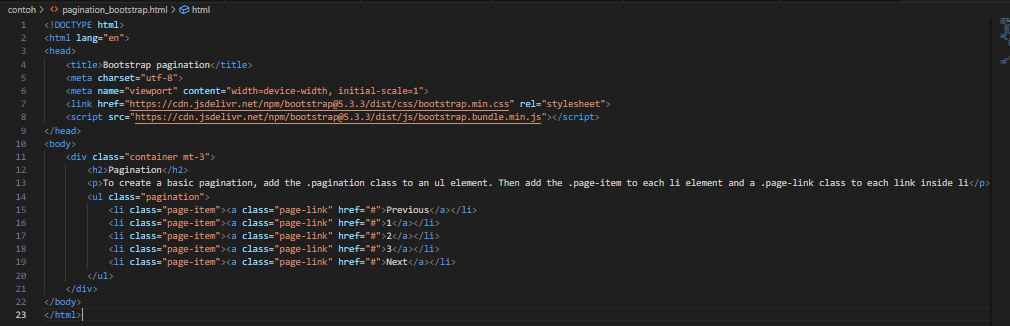 contoh > pagination_bootstrap.html > html
1 <!DOCTYPE html>
2 <html lang="en">
3 <head>
4 <title>Bootstrap pagination</title>
5 <meta charset="utf-8">
6 <meta name="viewport" content="width=device-width, initial-scale=1">
7 <link href="https://cdn.jsdelivr.net/npm/bootstrap@5.3.3/dist/css/bootstrap.min.css" rel="stylesheet">
8 <script src="https://cdn.jsdelivr.net/npm/bootstrap@5.3.3/dist/js/bootstrap.bundle.min.js"></script>
9 </head>
10 <body>
11 <div class="container mt-3">
12 <h2>Pagination</h2>
13 <p>To create a basic pagination, add the .pagination class to an ul element. Then add the .page-item to each li element and a .page-link class to each link inside li</p>
14 <ul class="pagination">
15 <li class="page-item"><a class="page-link" href="#">Previous</a></li>
16 <li class="page-item"><a class="page-link" href="#">1</a></li>
17 <li class="page-item"><a class="page-link" href="#">2</a></li>
18 <li class="page-item"><a class="page-link" href="#">3</a></li>
19 <li class="page-item"><a class="page-link" href="#">Next</a></li>
20 </ul>
21 </div>
22 </body>
23 </html>